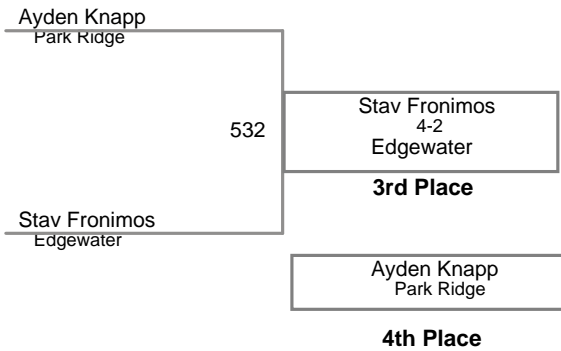 Ayden Knapp
Park Ridge
532
Stav Fronimos
4-2
Edgewater
3rd Place
Stav Fronimos
Edgewater
Ayden Knapp
Park Ridge
4th Place